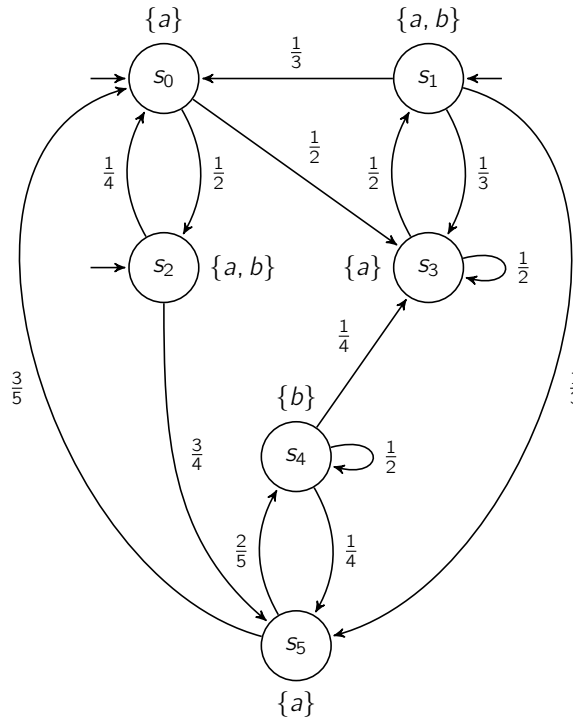 {a} {a, b}
1/3
s0 s1
1/2
1/4 1/2 1/2 1/3
s2 {a, b} {a} s3 1/2
1/4
3/5
{b}
3/4 s4 1/2
2/5 1/4
s5
{a}